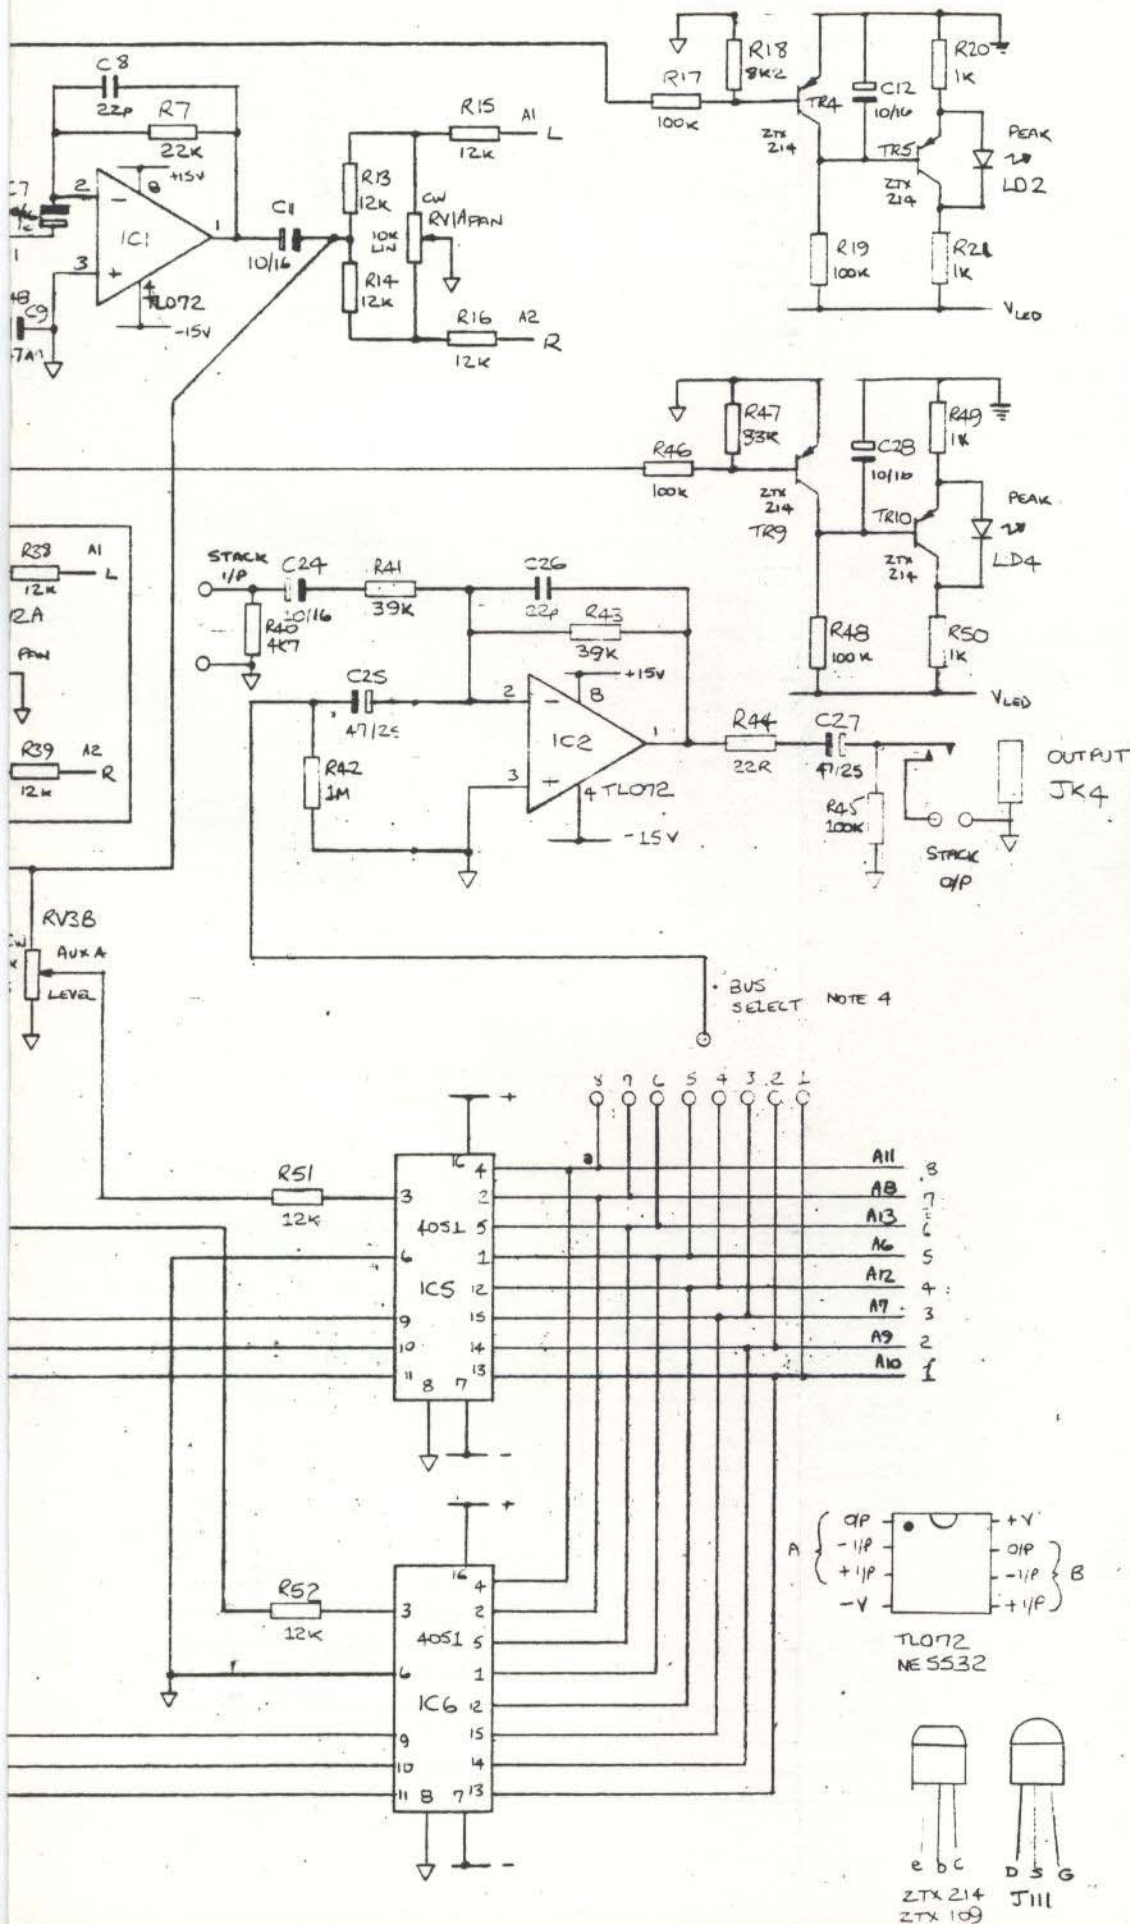 C8
22p
R7
22K
+15V
2
8
IC1
1
3
4
TL072
-15V
C7
C9
C11
10/16
R13
12K
R14
12K
CW
RV1A PAN
10K
LIN
R15
12K
A1
L
R16
12K
A2
R
R17
100K
R18
8K2
TR4
ZTX
214
C12
10/16
R20
1K
TR5
ZTX
214
PEAK
LD2
R19
100K
R21
1K
VLED
R46
100K
R47
33K
ZTX
214
TR9
C28
10/16
R49
1K
TR10
ZTX
214
PEAK
LD4
R48
100K
R50
1K
VLED
R38
12K
A1
L
2A
PAN
R39
12K
A2
R
STACK
I/P
C24
10/16
R40
4K7
R41
39K
C26
22p
R43
39K
C25
47/25
R42
1M
+15V
2
8
IC2
1
3
4
TL072
-15V
R44
22R
C27
47/25
R45
100K
OUTPUT
JK4
STACK
O/P
RV3B
AUX A
LEVEL
BUS
SELECT NOTE 4
8 7 6 5 4 3 2 1
R51
12K
+
16
3
6
9
10
11
4051
IC5
4
2
5
1
12
15
14
13
8 7
-
A11 8
A8 7
A13 6
A6 5
A12 4
A7 3
A9 2
A10 1
R52
12K
+
16
3
6
9
10
11
4051
IC6
4
2
5
1
12
15
14
13
8 7
-
A
O/P
-I/P
+I/P
-V
+V
O/P
-I/P
+I/P
B
TL072
NE5532
e b c
ZTX 214
ZTX 109
D S G
J111